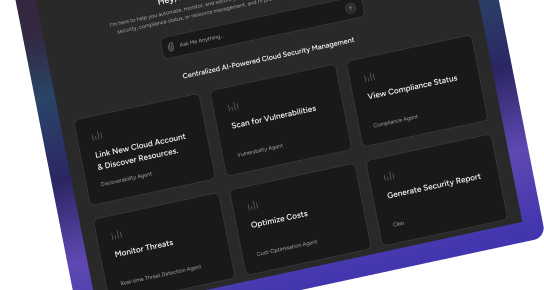 Hey,
I'm here to help you automate, monitor, and secure
security, compliance status, or resource management, and I'll
Ask Me Anything...
Centralized AI-Powered Cloud Security Management
Link New Cloud Account
& Discover Resources.
Discoverability Agent
Scan for Vulnerabilities
Vulnerability Agent
View Compliance Status
Compliance Agent
Monitor Threats
Real-time Threat Detection Agent
Optimize Costs
Cost-Optimisation Agent
Generate Security Report
Cleo